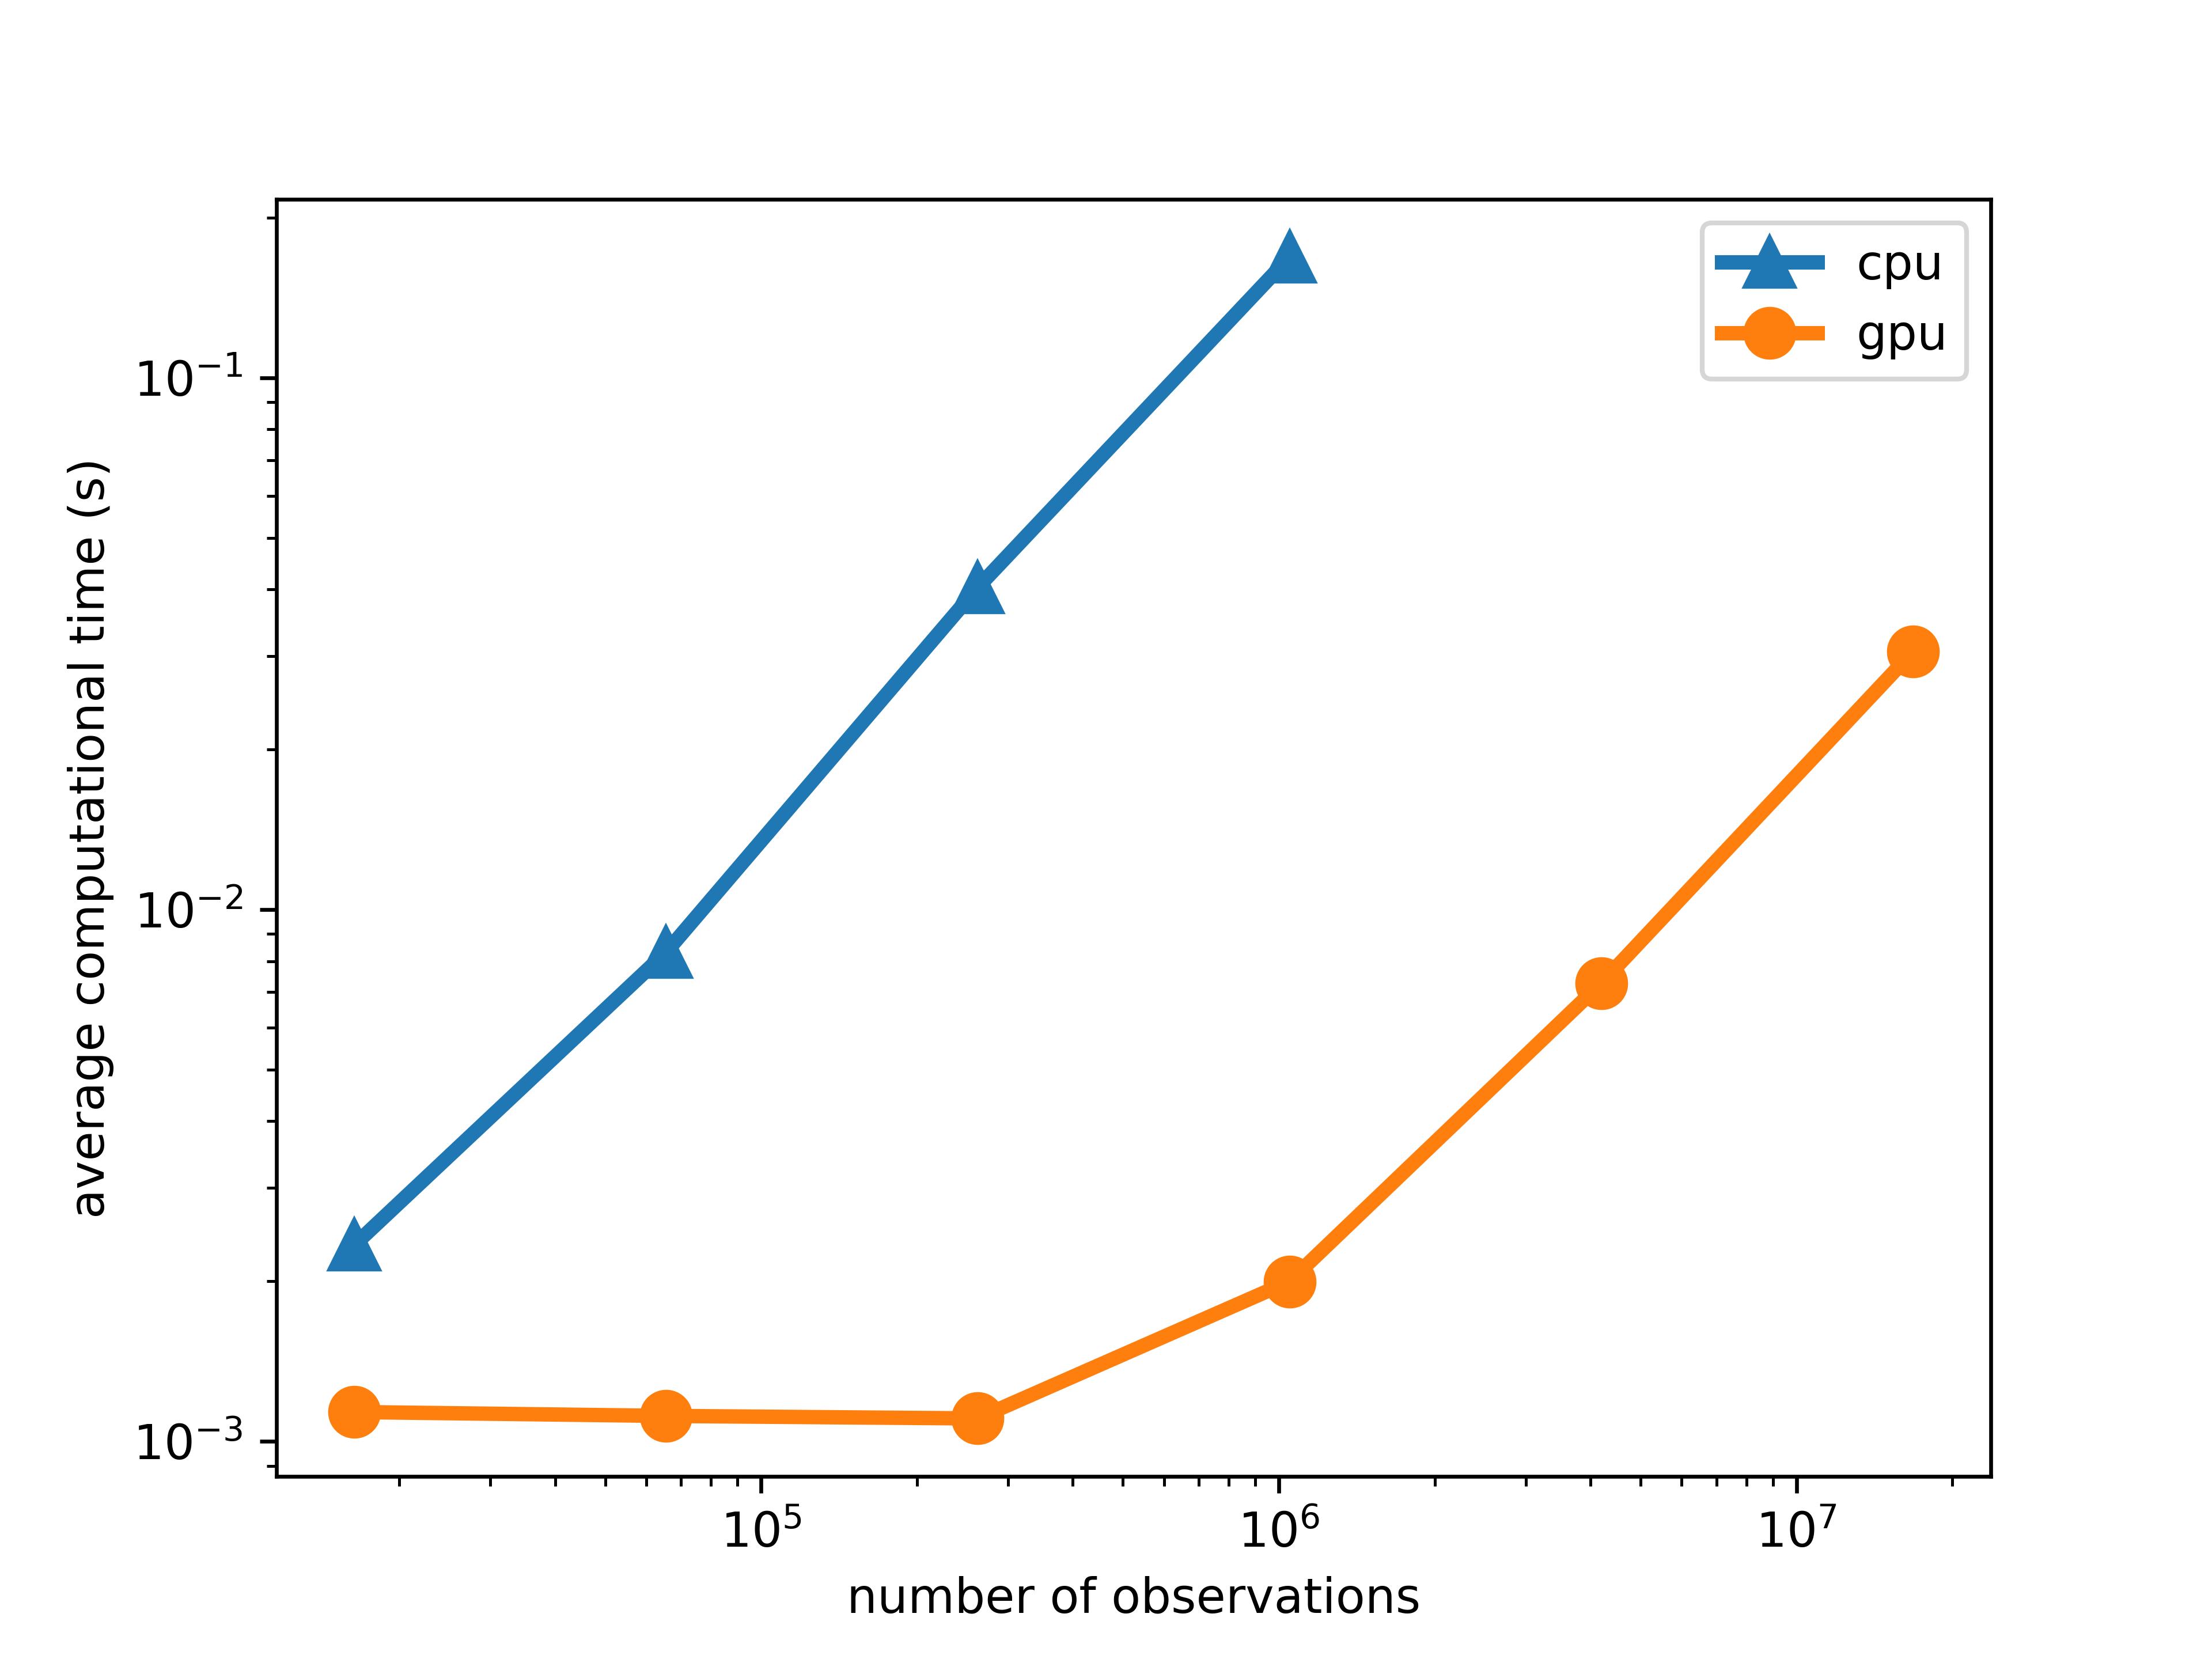 cpu
gpu
10⁻¹
10⁻²
10⁻³
average computational time (s)
10⁵ 10⁶ 10⁷
number of observations